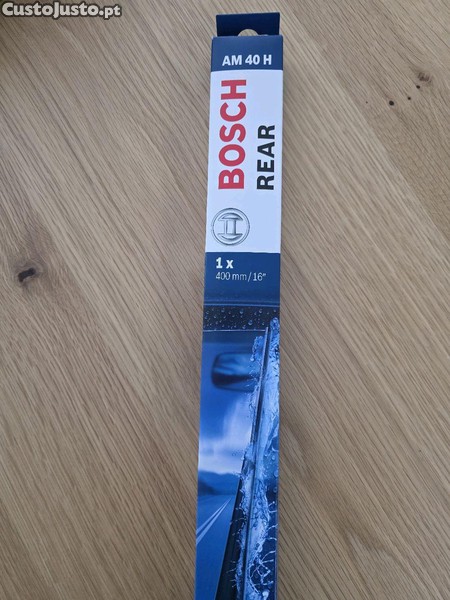 CustoJusto.pt
AM 40 H
BOSCH
REAR
1 x
400 mm/16"